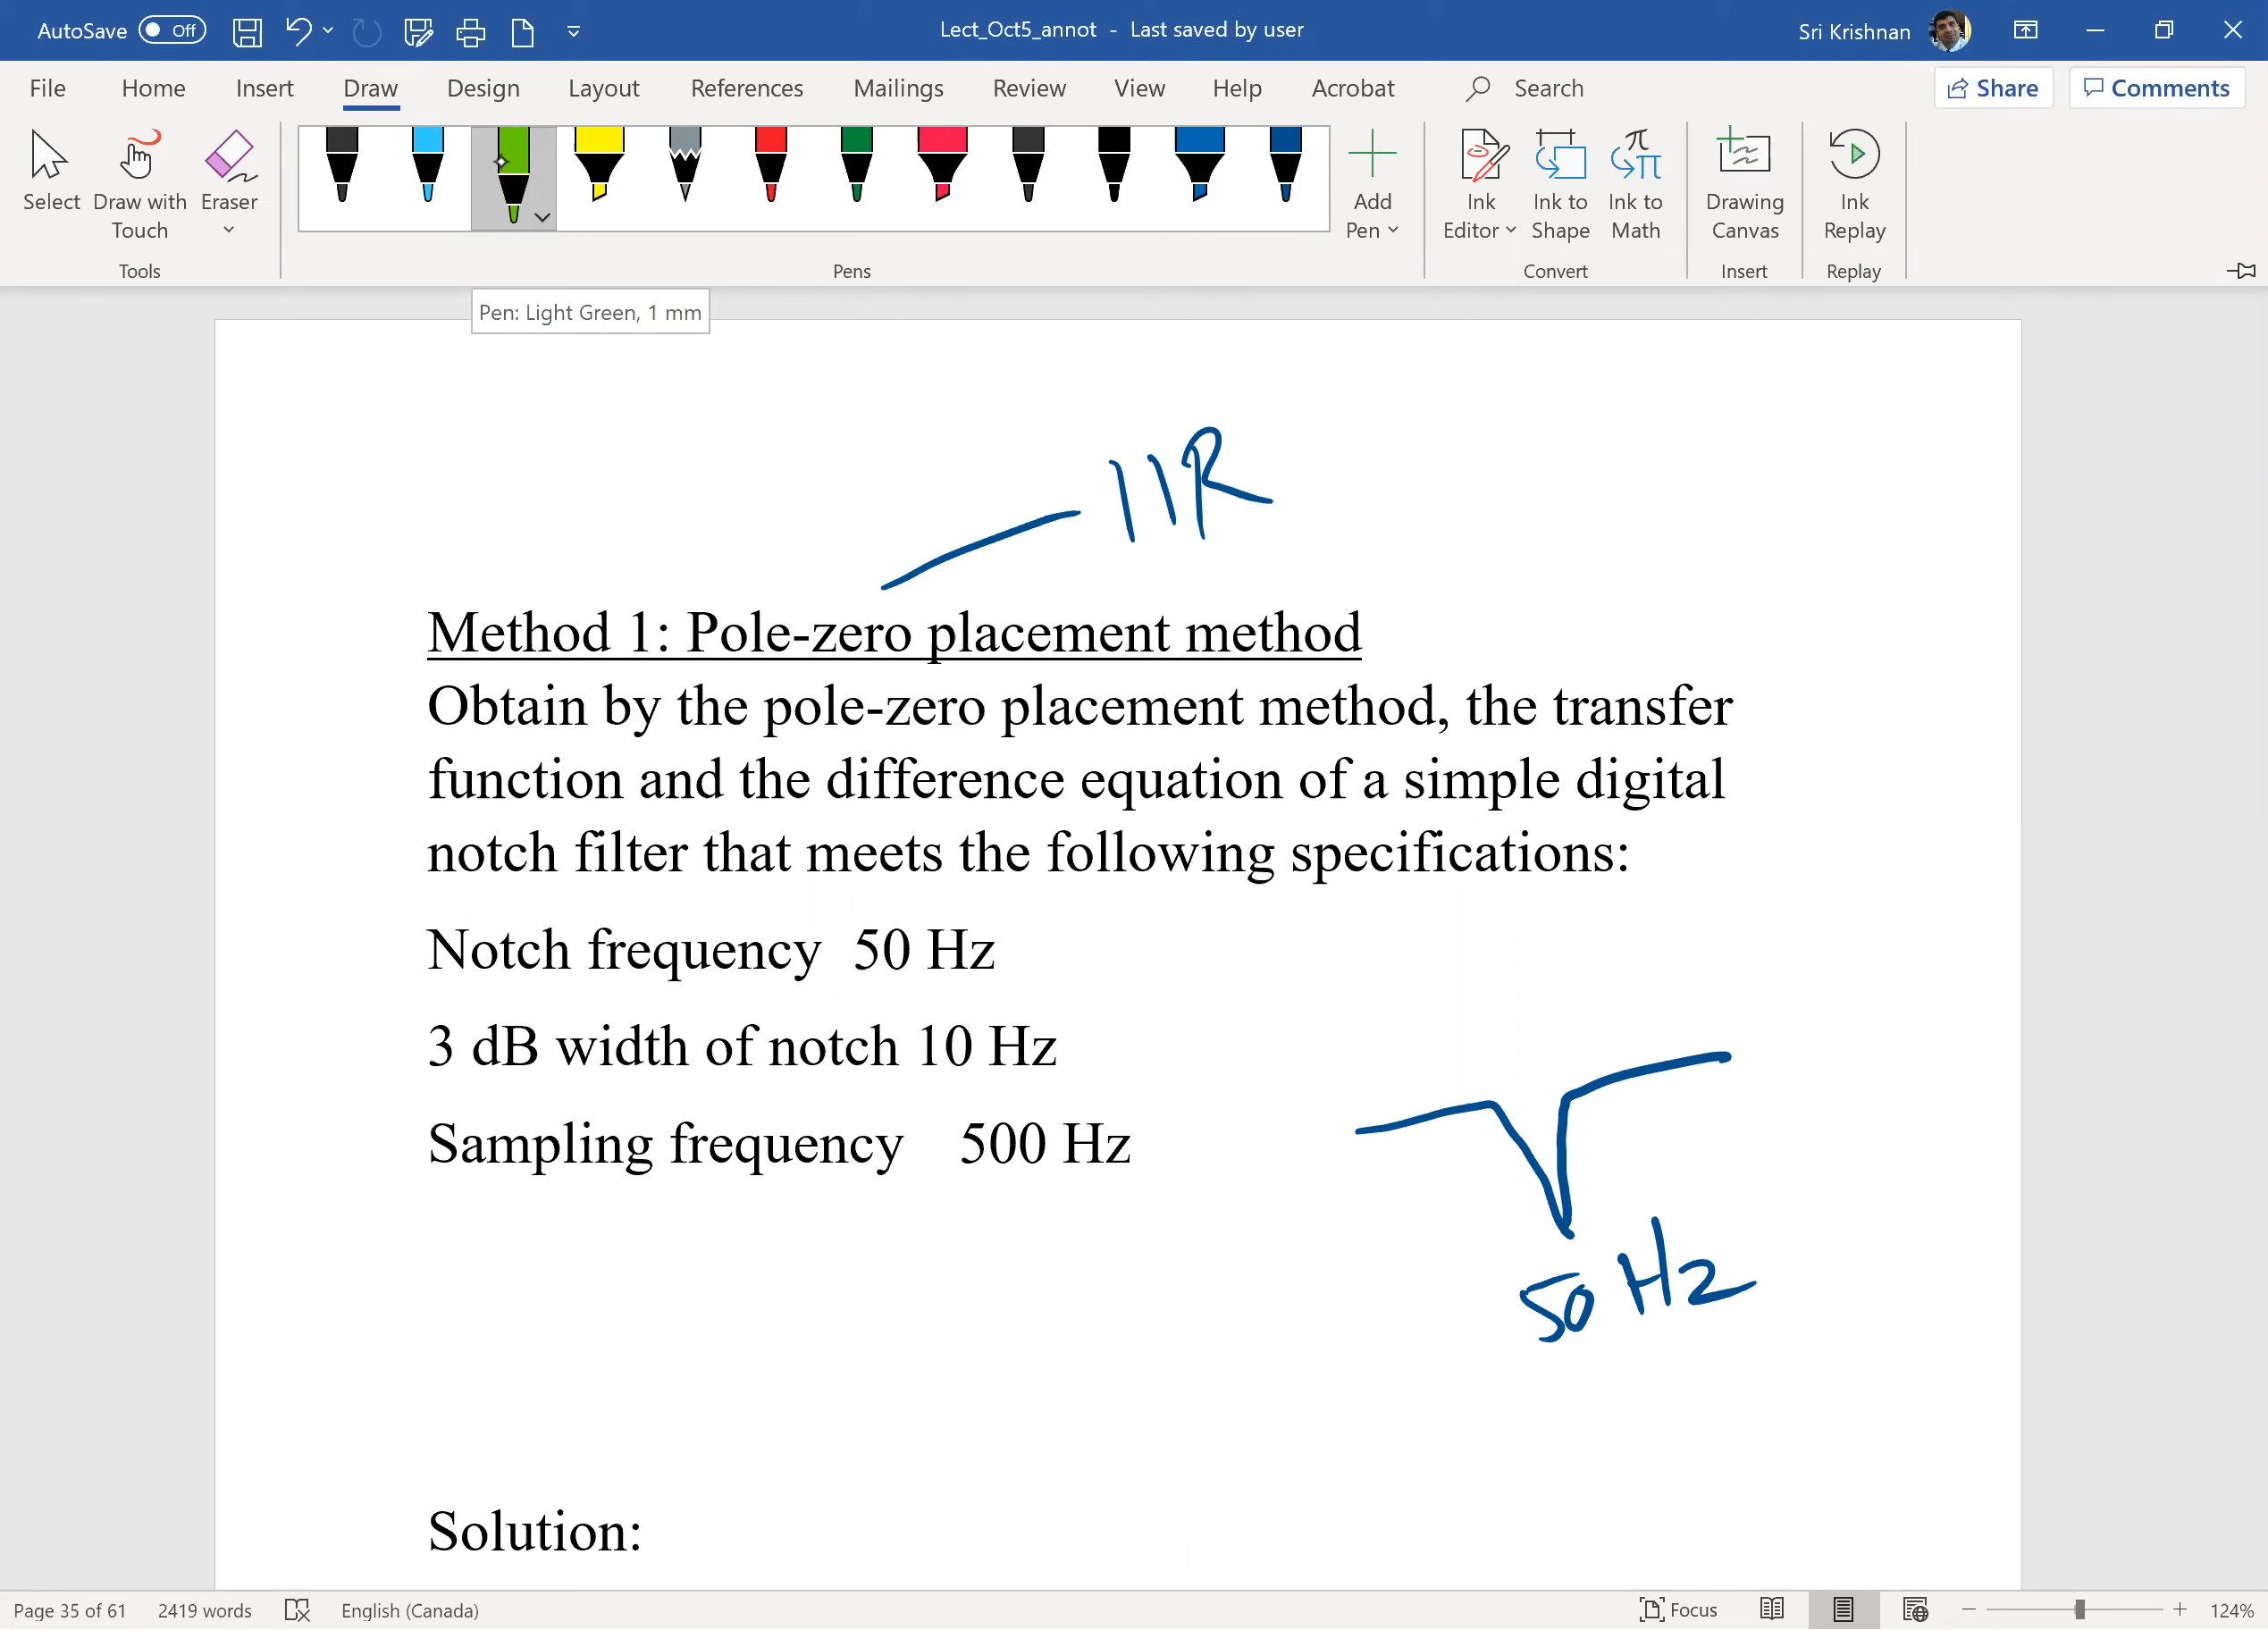 AutoSave Off Lect_Oct5_annot - Last saved by user Sri Krishnan
File Home Insert Draw Design Layout References Mailings Review View Help Acrobat Search Share Comments
Select Draw with Touch Eraser Add Pen Ink Editor Ink to Shape Ink to Math Drawing Canvas Ink Replay
Tools Pens Convert Insert Replay
Pen: Light Green, 1 mm
IIR
Method 1: Pole-zero placement method
Obtain by the pole-zero placement method, the transfer
function and the difference equation of a simple digital
notch filter that meets the following specifications:
Notch frequency 50 Hz
3 dB width of notch 10 Hz
Sampling frequency 500 Hz
50 Hz
Solution:
Page 35 of 61 2419 words English (Canada) Focus 124%